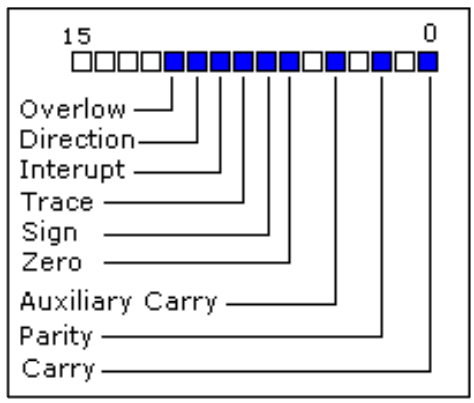 15 0
Overlow
Direction
Interupt
Trace
Sign
Zero
Auxiliary Carry
Parity
Carry